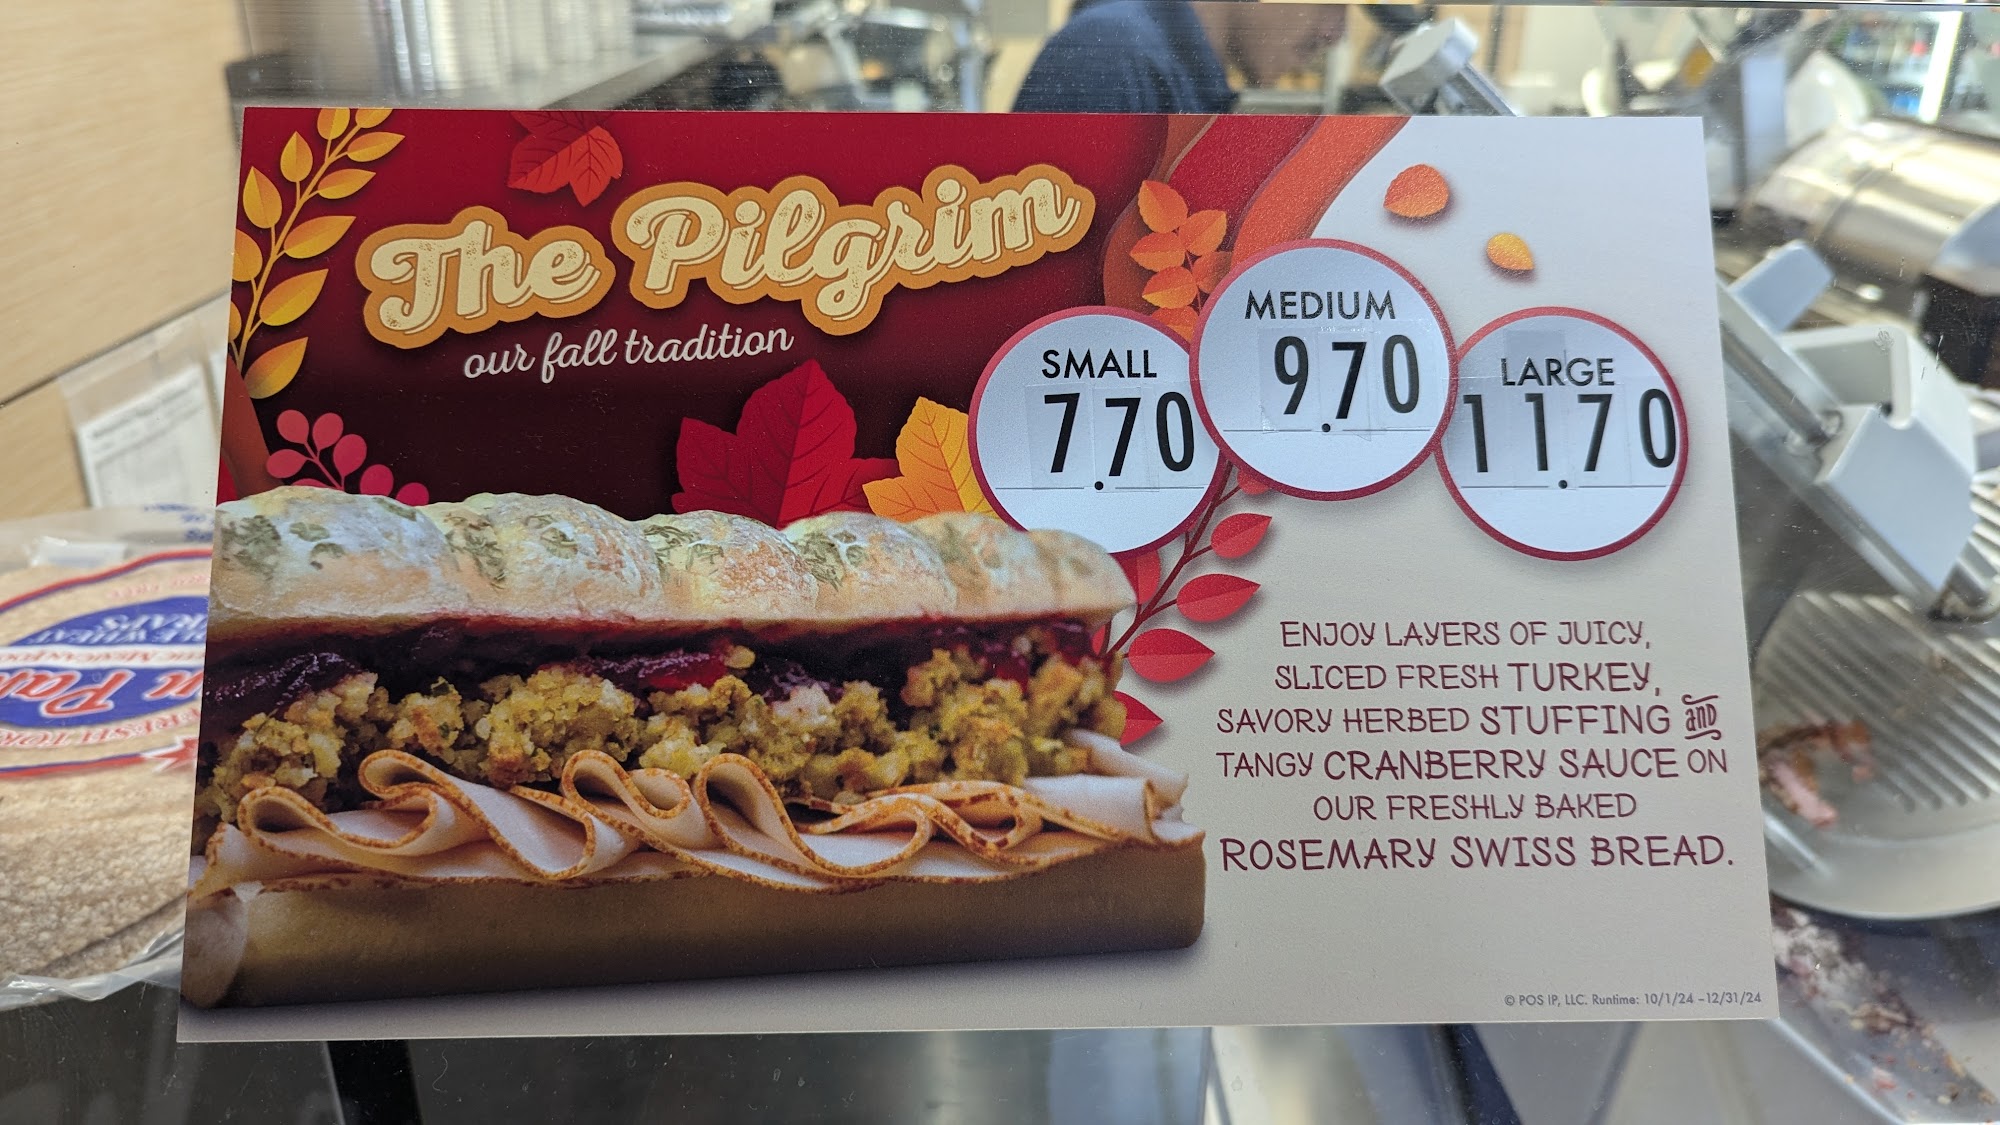 The Pilgrim
our fall tradition
SMALL
7.70
MEDIUM
9.70
LARGE
11.70
ENJOY LAYERS OF JUICY,
SLICED FRESH TURKEY,
SAVORY HERBED STUFFING and
TANGY CRANBERRY SAUCE ON
OUR FRESHLY BAKED
ROSEMARY SWISS BREAD.
© POS IP, LLC. Runtime: 10/1/24 -12/31/24